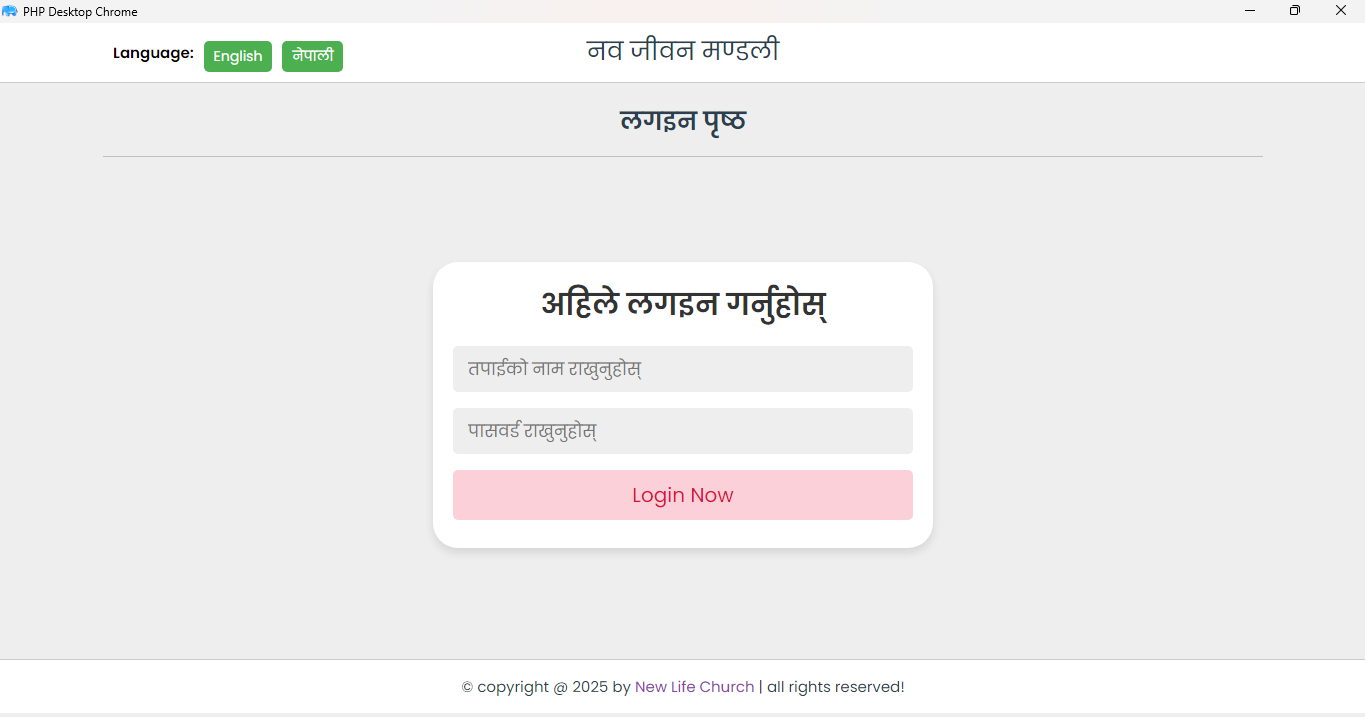 PHP Desktop Chrome
Language: English नेपाली
नव जीवन मण्डली
लगइन पृष्ठ
अहिले लगइन गर्नुहोस्
तपाईको नाम राख्नुहोस्
पासवर्ड राख्नुहोस्
Login Now
© copyright @ 2025 by New Life Church | all rights reserved!